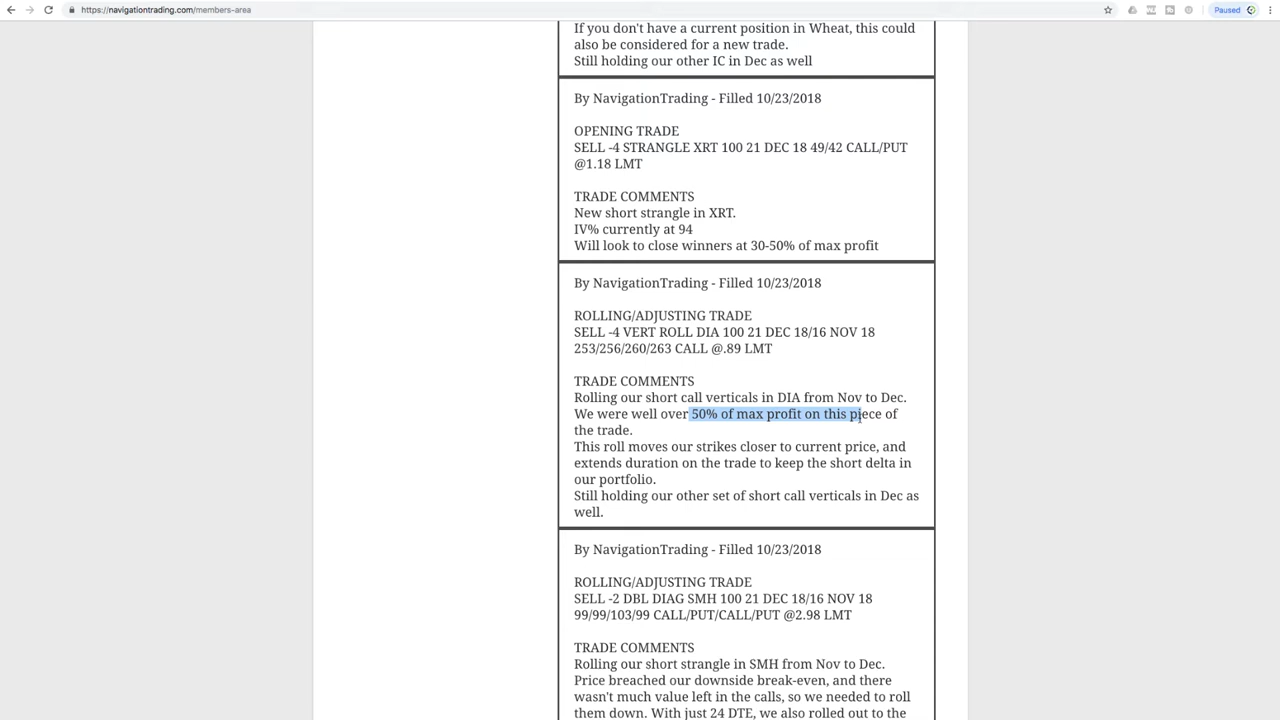 https://navigationtrading.com/members-area
Paused
If you don't have a current position in Wheat, this could
also be considered for a new trade.
Still holding our other IC in Dec as well
By NavigationTrading - Filled 10/23/2018
OPENING TRADE
SELL -4 STRANGLE XRT 100 21 DEC 18 49/42 CALL/PUT
@1.18 LMT
TRADE COMMENTS
New short strangle in XRT.
IV% currently at 94
Will look to close winners at 30-50% of max profit
By NavigationTrading - Filled 10/23/2018
ROLLING/ADJUSTING TRADE
SELL -4 VERT ROLL DIA 100 21 DEC 18/16 NOV 18
253/256/260/263 CALL @.89 LMT
TRADE COMMENTS
Rolling our short call verticals in DIA from Nov to Dec.
We were well over 50% of max profit on this piece of
the trade.
This roll moves our strikes closer to current price, and
extends duration on the trade to keep the short delta in
our portfolio.
Still holding our other set of short call verticals in Dec as
well.
By NavigationTrading - Filled 10/23/2018
ROLLING/ADJUSTING TRADE
SELL -2 DBL DIAG SMH 100 21 DEC 18/16 NOV 18
99/99/103/99 CALL/PUT/CALL/PUT @2.98 LMT
TRADE COMMENTS
Rolling our short strangle in SMH from Nov to Dec.
Price breached our downside break-even, and there
wasn't much value left in the calls, so we needed to roll
them down. With just 24 DTE, we also rolled out to the